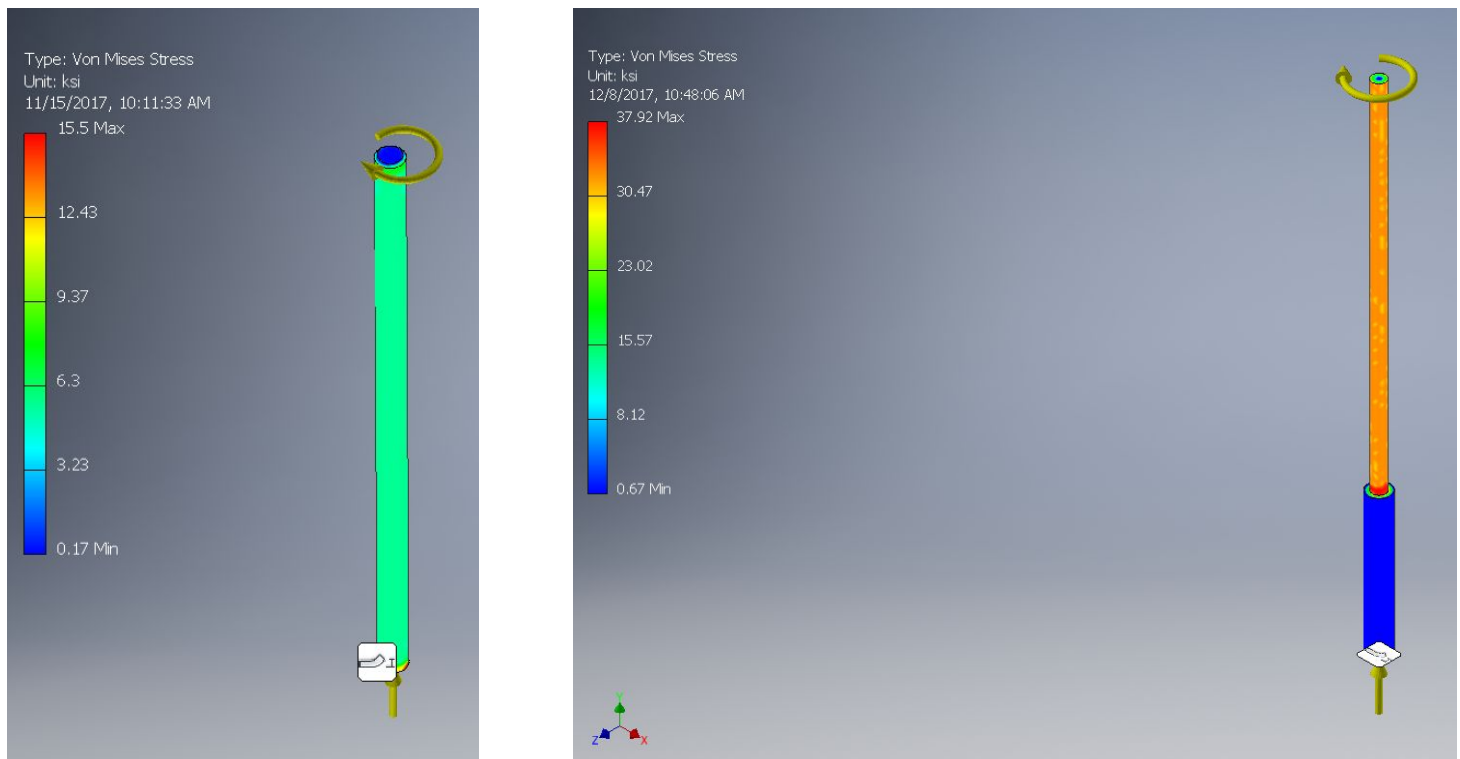 Type: Von Mises Stress
Unit: ksi
11/15/2017, 10:11:33 AM
15.5 Max
12.43
9.37
6.3
3.23
0.17 Min
Type: Von Mises Stress
Unit: ksi
12/8/2017, 10:48:06 AM
37.92 Max
30.47
23.02
15.57
8.12
0.67 Min
Y
Z
X